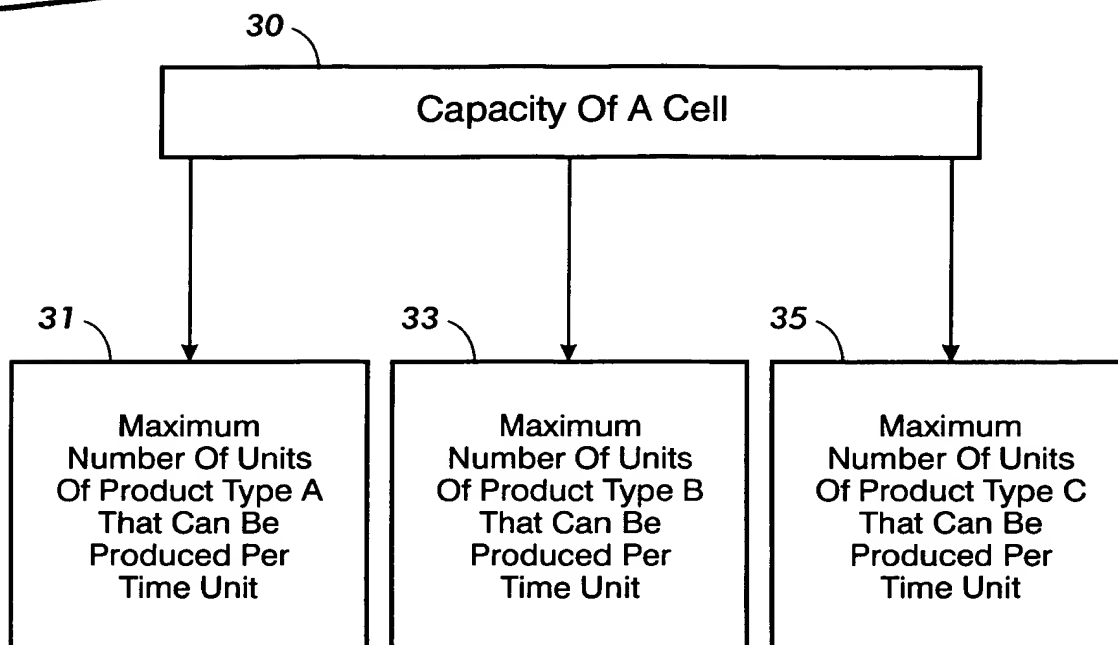 30
Capacity Of A Cell
31
Maximum
Number Of Units
Of Product Type A
That Can Be
Produced Per
Time Unit
33
Maximum
Number Of Units
Of Product Type B
That Can Be
Produced Per
Time Unit
35
Maximum
Number Of Units
Of Product Type C
That Can Be
Produced Per
Time Unit